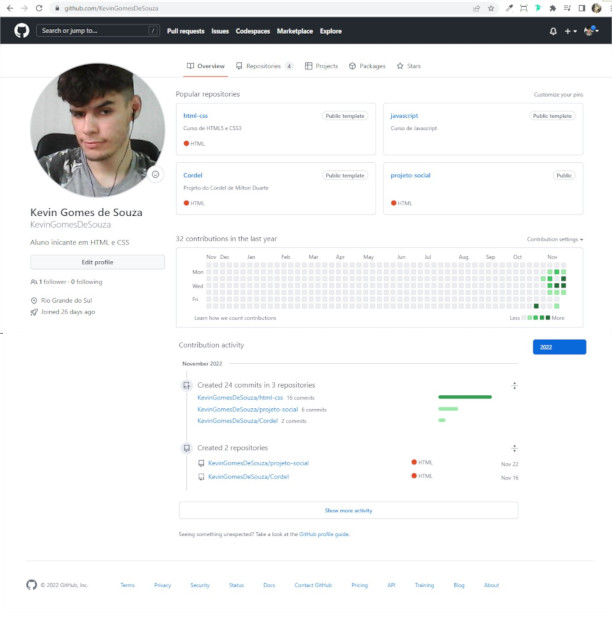 github.com/KevinGomesDeSouza
Search or jump to...
/
Pull requests Issues Codespaces Marketplace Explore
Overview Repositories 4 Projects Packages Stars
Popular repositories
Customize your pins
html-css Public template
Curso de HTML5 e CSS3
HTML
javascript Public template
Curso de Javascript
Cordel Public template
Projeto do Cordel de Milton Duarte
HTML
projeto-social Public
HTML
Kevin Gomes de Souza
KevinGomesDeSouza
Aluno inicante em HTML e CSS
Edit profile
1 follower · 0 following
Rio Grande do Sul
Joined 26 days ago
32 contributions in the last year
Contribution settings
Nov Dec Jan Feb Mar Apr May Jun Jul Aug Sep Oct Nov
Mon
Wed
Fri
Learn how we count contributions
Less More
Contribution activity
2022
November 2022
Created 24 commits in 3 repositories
KevinGomesDeSouza/html-css 16 commits
KevinGomesDeSouza/projeto-social 6 commits
KevinGomesDeSouza/Cordel 2 commits
Created 2 repositories
KevinGomesDeSouza/projeto-social HTML Nov 22
KevinGomesDeSouza/Cordel HTML Nov 16
Show more activity
Seeing something unexpected? Take a look at the GitHub profile guide.
© 2022 GitHub, Inc. Terms Privacy Security Status Docs Contact GitHub Pricing API Training Blog About